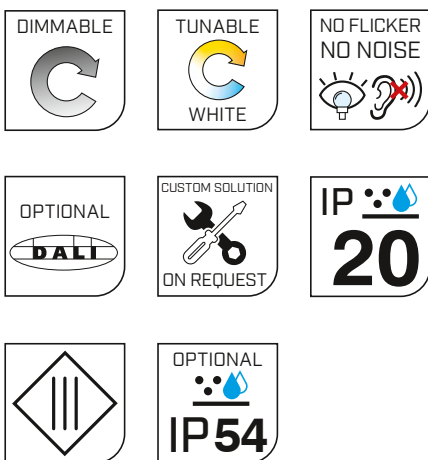 DIMMABLE
TUNABLE
WHITE
NO FLICKER
NO NOISE
OPTIONAL
DALI
CUSTOM SOLUTION
ON REQUEST
IP
20
OPTIONAL
IP54